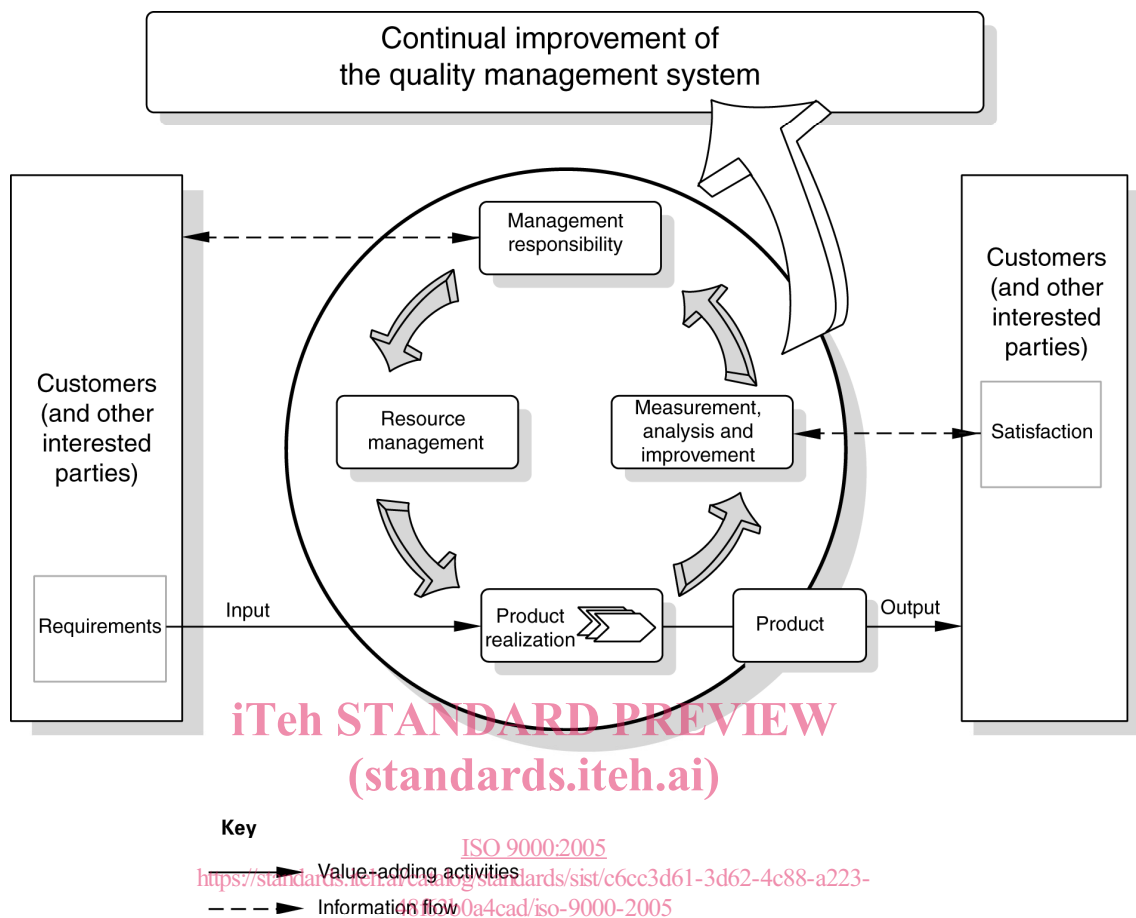 Continual improvement of
the quality management system
Management
responsibility
Customers
(and other
interested
parties)
Customers
(and other
interested
parties)
Resource
management
Measurement,
analysis and
improvement
Satisfaction
Requirements
Input
Product
realization
Product
Output
iTeh STANDARD PREVIEW
(standards.iteh.ai)
Key
ISO 9000:2005
Value-adding activities
https://standards.iteh.ai/catalog/standards/sist/c6cc3d61-3d62-4c88-a223-
Information flow